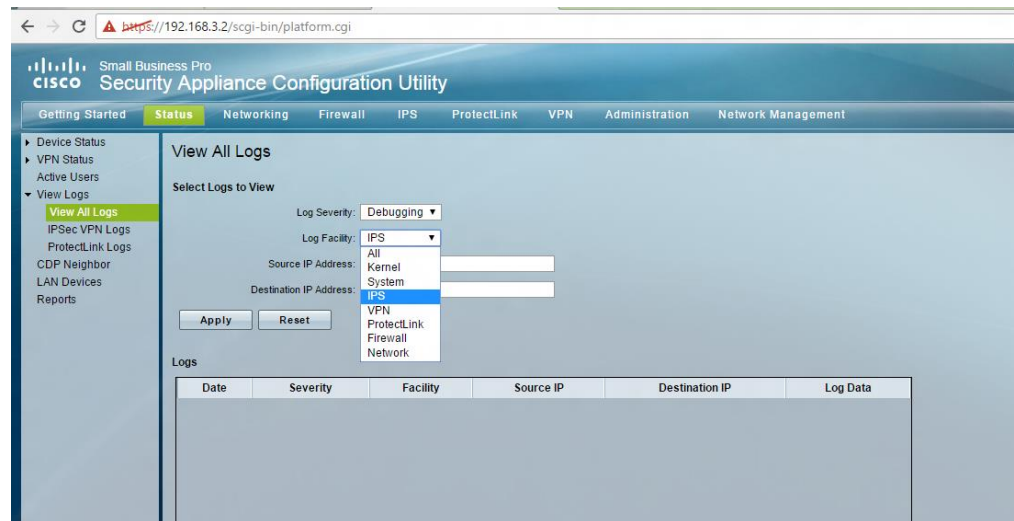 https://192.168.3.2/scgi-bin/platform.cgi
Small Business Pro
CISCO Security Appliance Configuration Utility
Getting Started Status Networking Firewall IPS ProtectLink VPN Administration Network Management
Device Status
VPN Status
Active Users
View Logs
View All Logs
IPSec VPN Logs
ProtectLink Logs
CDP Neighbor
LAN Devices
Reports
View All Logs
Select Logs to View
Log Severity: Debugging
Log Facility: IPS
All
Kernel
System
IPS
VPN
ProtectLink
Firewall
Network
Source IP Address:
Destination IP Address:
Apply Reset
Logs
Date Severity Facility Source IP Destination IP Log Data